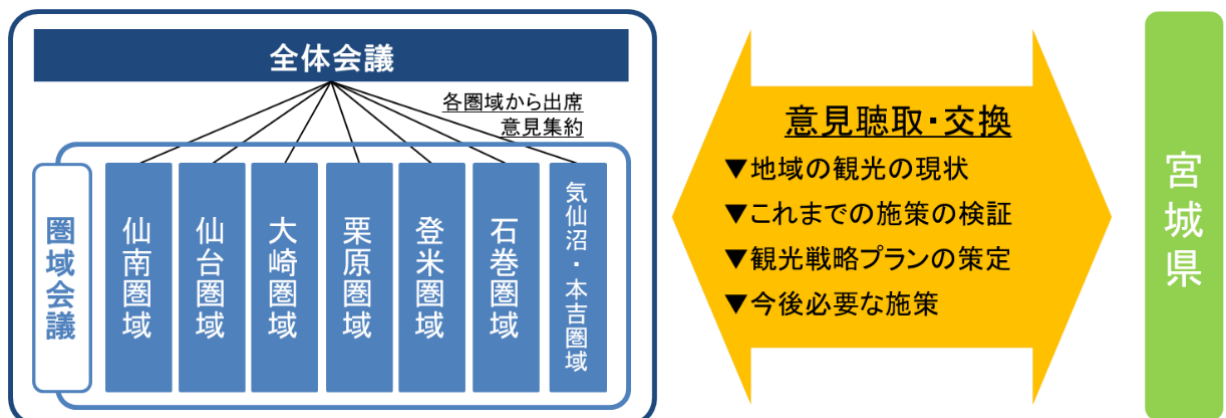 全体会議
各圏域から出席
意見集約
圏域会議
仙南圏域
仙台圏域
大崎圏域
栗原圏域
登米圏域
石巻圏域
気仙沼・本吉圏域
意見聴取・交換
▼地域の観光の現状
▼これまでの施策の検証
▼観光戦略プランの策定
▼今後必要な施策
宮城県